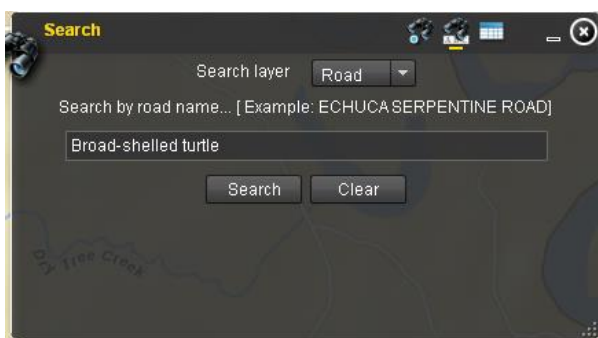 Search
Search layer Road
Search by road name... [ Example: ECHUCA SERPENTINE ROAD]
Broad-shelled turtle
Search Clear
Dry Tree Creek